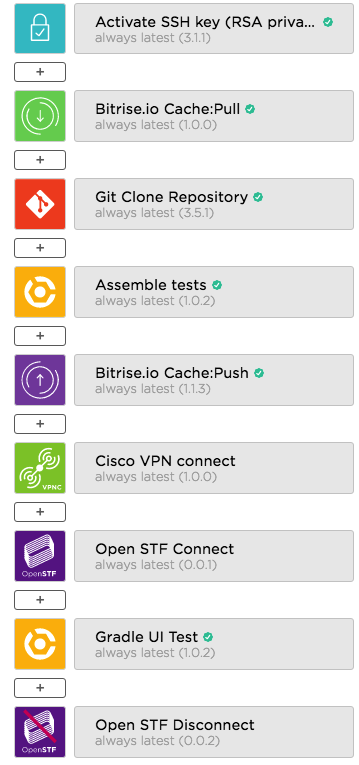 Activate SSH key (RSA priva...
always latest (3.1.1)
+
Bitrise.io Cache:Pull
always latest (1.0.0)
+
Git Clone Repository
always latest (3.5.1)
+
Assemble tests
always latest (1.0.2)
+
Bitrise.io Cache:Push
always latest (1.1.3)
+
VPNC
Cisco VPN connect
always latest (1.0.0)
+
OpenSTF
Open STF Connect
always latest (0.0.1)
+
Gradle UI Test
always latest (1.0.2)
+
OpenSTF
Open STF Disconnect
always latest (0.0.2)